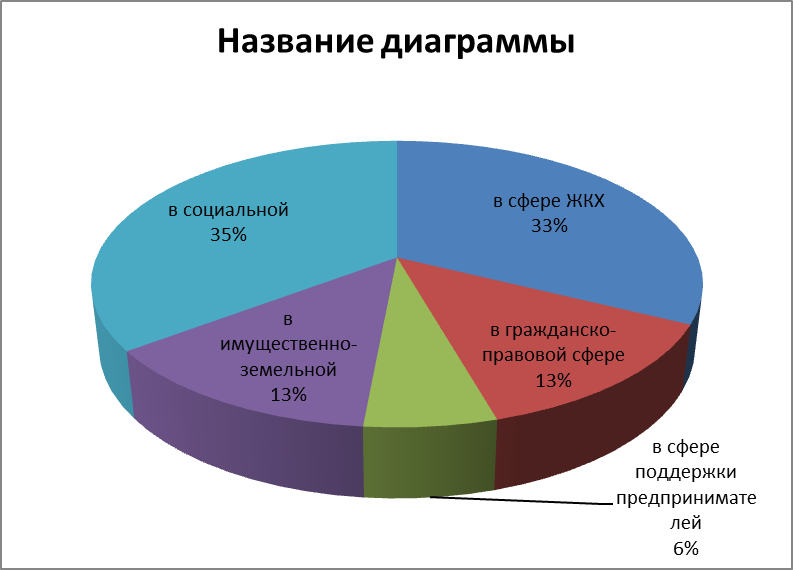 Название диаграммы
в социальной
35%
в сфере ЖКХ
33%
в
имущественно-
земельной
13%
в гражданско-
правовой сфере
13%
в сфере
поддержки
предпринимате
лей
6%